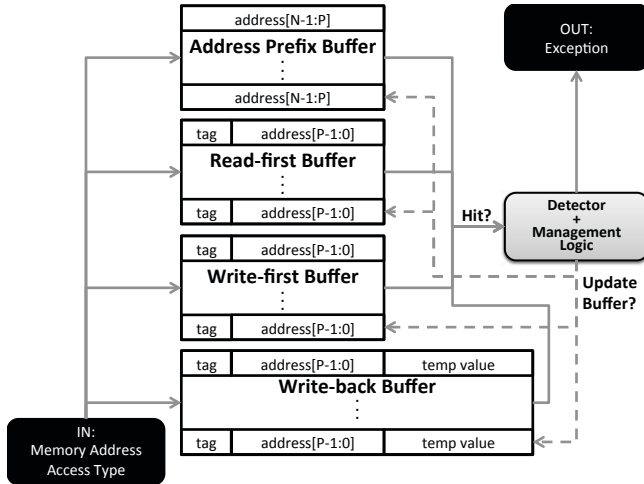 address[N-1:P]
Address Prefix Buffer
⋮
address[N-1:P]
OUT:
Exception
tag address[P-1:0]
Read-first Buffer
⋮
tag address[P-1:0]
Hit?
Detector
+
Management
Logic
tag address[P-1:0]
Write-first Buffer
⋮
tag address[P-1:0]
Update
Buffer?
tag address[P-1:0] temp value
Write-back Buffer
⋮
tag address[P-1:0] temp value
IN:
Memory Address
Access Type